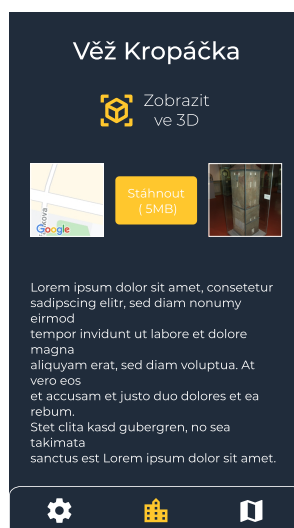 Věž Kropáčka
Zobrazit
ve 3D
Stáhnout
( 5MB)
Google
Lorem ipsum dolor sit amet, consetetur
sadipscing elitr, sed diam nonumy
eirmod
tempor invidunt ut labore et dolore
magna
aliquyam erat, sed diam voluptua. At
vero eos
et accusam et justo duo dolores et ea
rebum.
Stet clita kasd gubergren, no sea
takimata
sanctus est Lorem ipsum dolor sit amet.